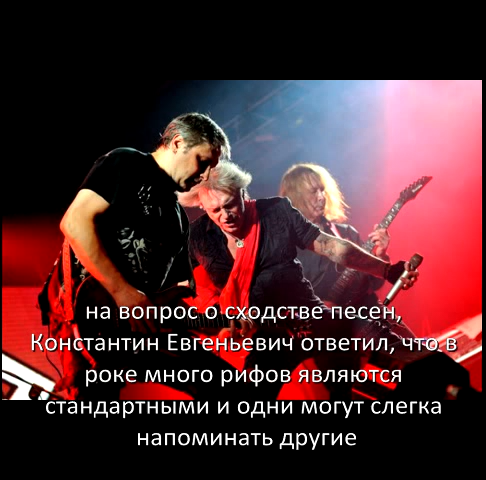 на вопрос о сходстве песен,
Константин Евгеньевич ответил, что в
роке много рифов являются
стандартными и одни могут слегка
напоминать другие